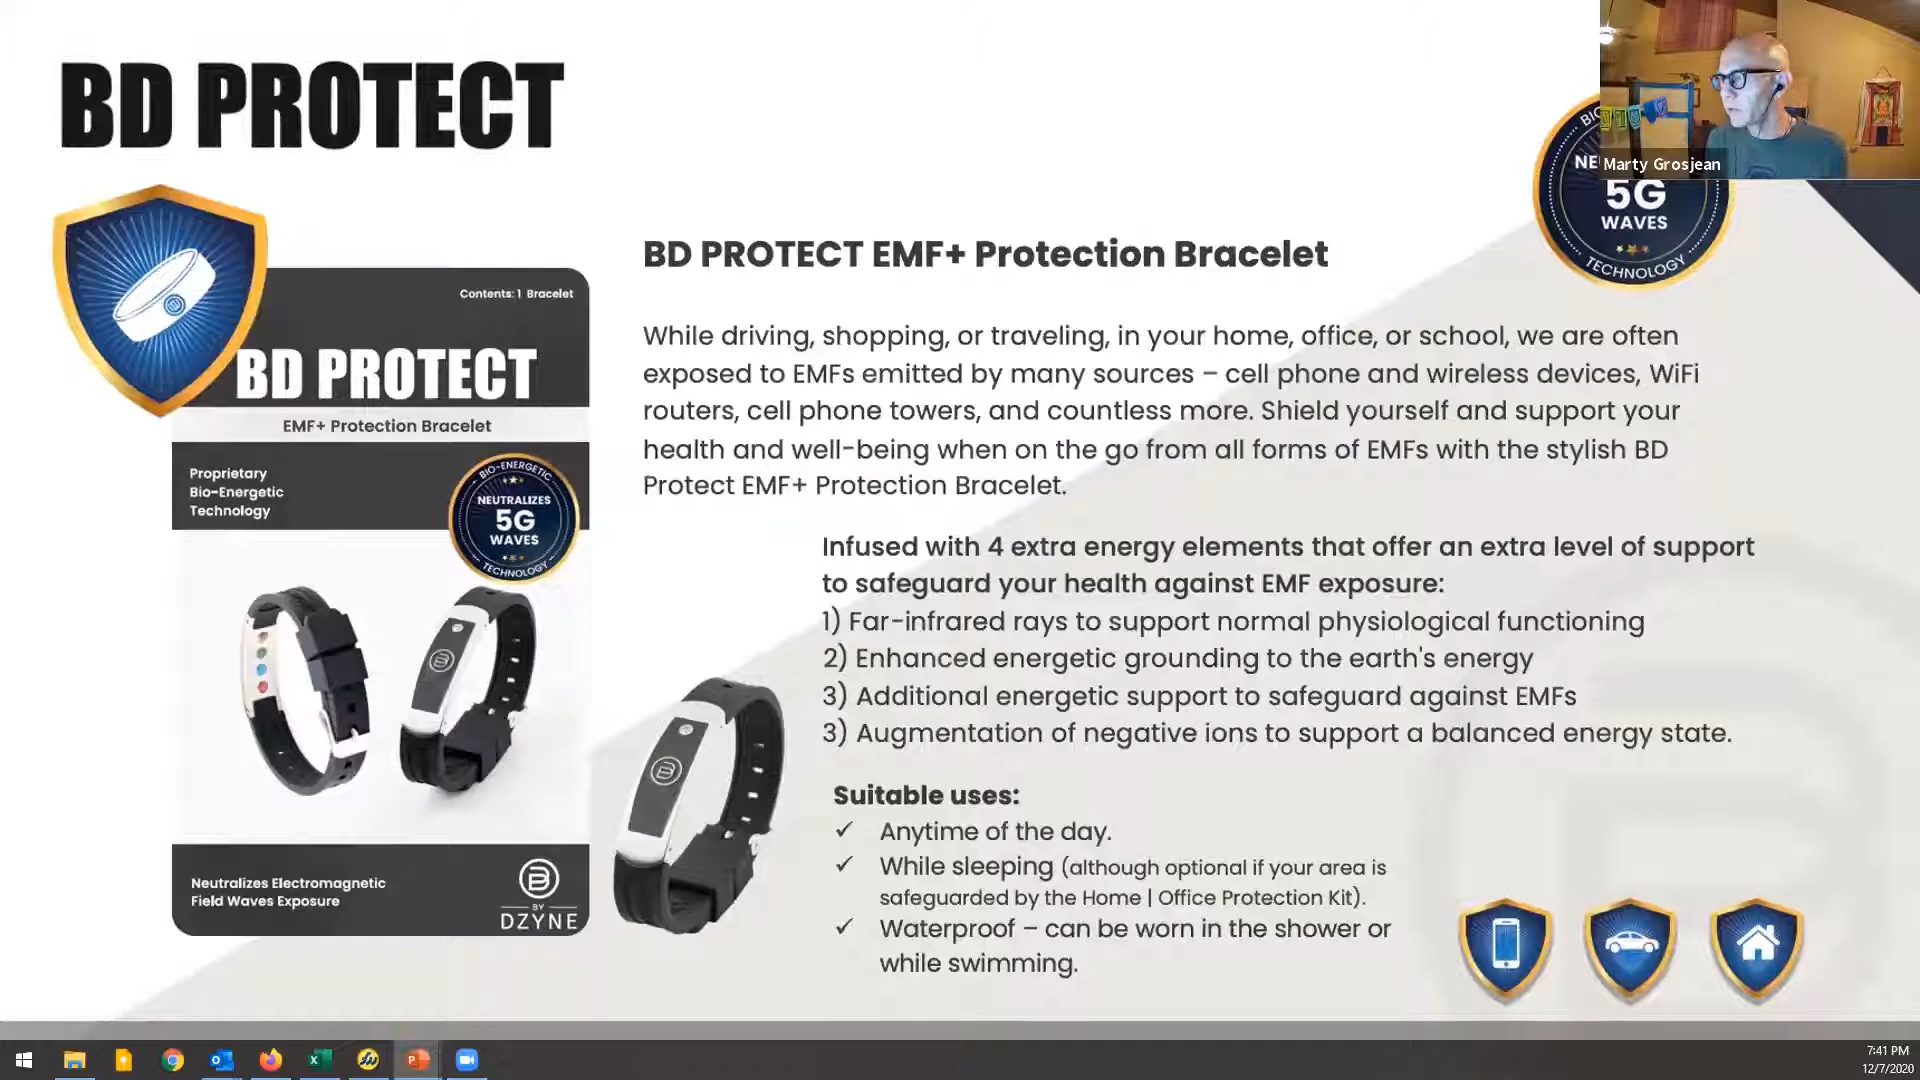 BD PROTECT
Marty Grosjean
BIO
NE
5G
WAVES
TECHNOLOGY
BD PROTECT EMF+ Protection Bracelet
While driving, shopping, or traveling, in your home, office, or school, we are often
exposed to EMFs emitted by many sources – cell phone and wireless devices, WiFi
routers, cell phone towers, and countless more. Shield yourself and support your
health and well-being when on the go from all forms of EMFs with the stylish BD
Protect EMF+ Protection Bracelet.
Contents: 1 Bracelet
BD PROTECT
EMF+ Protection Bracelet
Proprietary
Bio-Energetic
Technology
BIO-ENERGETIC
NEUTRALIZES
5G
WAVES
TECHNOLOGY
Neutralizes Electromagnetic
Field Waves Exposure
B
BY
DZYNE
Infused with 4 extra energy elements that offer an extra level of support
to safeguard your health against EMF exposure:
1) Far-infrared rays to support normal physiological functioning
2) Enhanced energetic grounding to the earth's energy
3) Additional energetic support to safeguard against EMFs
3) Augmentation of negative ions to support a balanced energy state.
Suitable uses:
✓ Anytime of the day.
✓ While sleeping (although optional if your area is
safeguarded by the Home | Office Protection Kit).
✓ Waterproof – can be worn in the shower or
while swimming.
7:41 PM
12/7/2020